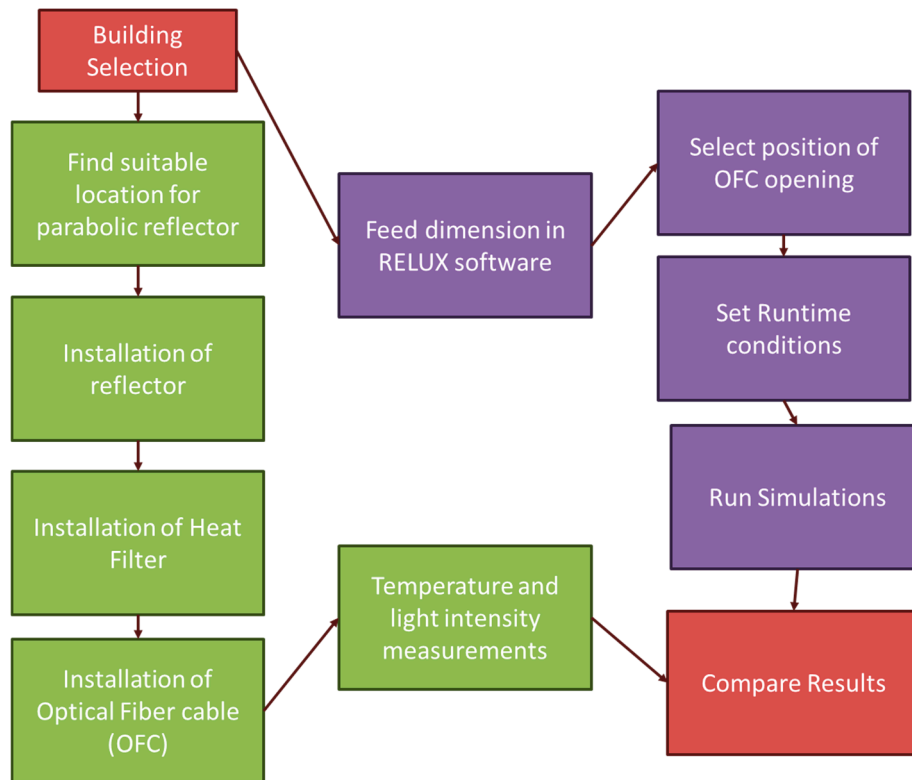 Building
Selection
Find suitable
location for
parabolic reflector
Installation of
reflector
Installation of Heat
Filter
Installation of
Optical Fiber cable
(OFC)
Feed dimension in
RELUX software
Temperature and
light intensity
measurements
Select position of
OFC opening
Set Runtime
conditions
Run Simulations
Compare Results